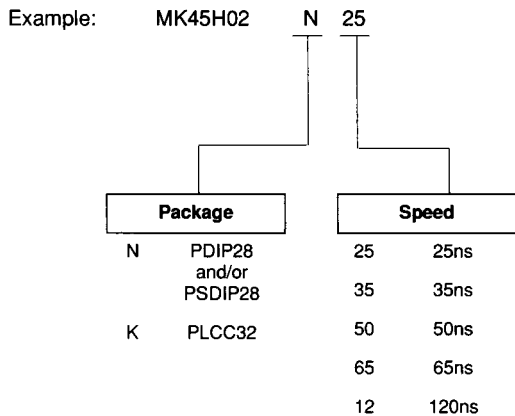 Example: MK45H02 N 25
Package Speed
N PDIP28 25 25ns
and/or
PSDIP28 35 35ns
K PLCC32 50 50ns
65 65ns
12 120ns